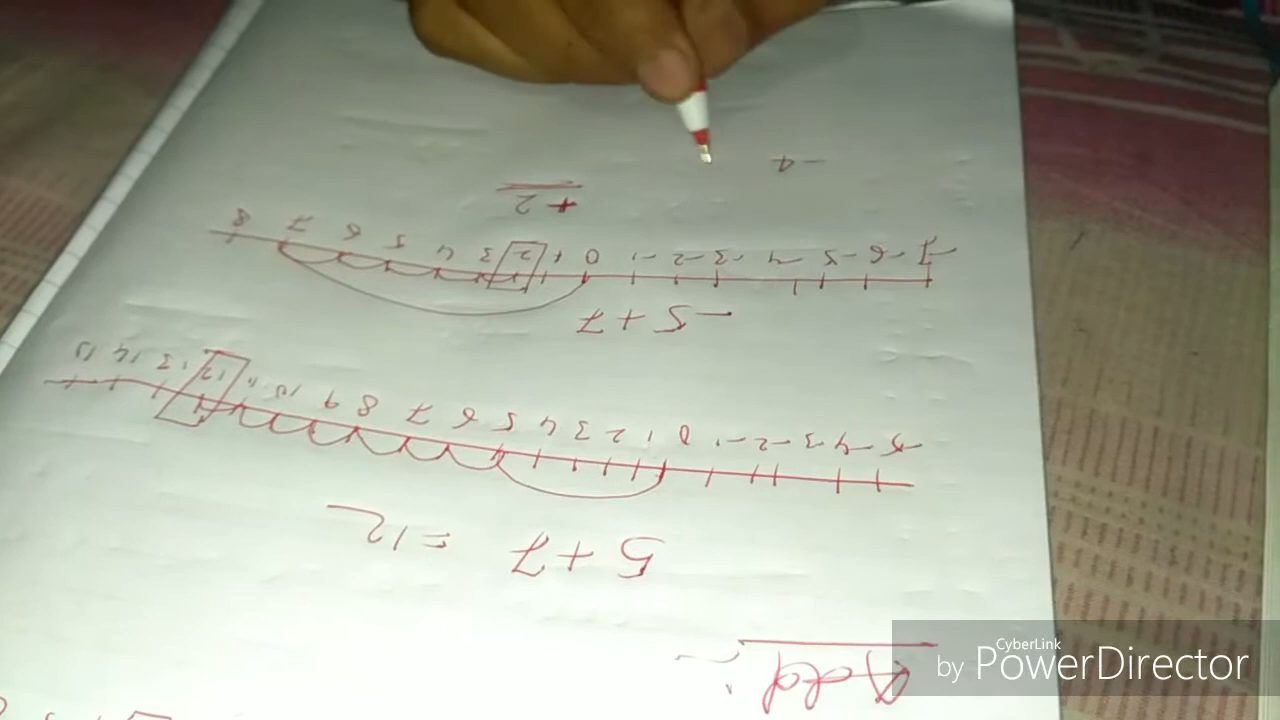 Add :~
5 + 7 = 12
-5 -4 -3 -2 -1 0 1 2 3 4 5 6 7 8 9 10 11 12 13 14 15
-5 + 7
-7 -6 -5 -4 -3 -2 -1 0 1 2 3 4 5 6 7 8
+2
-4
CyberLink
by PowerDirector